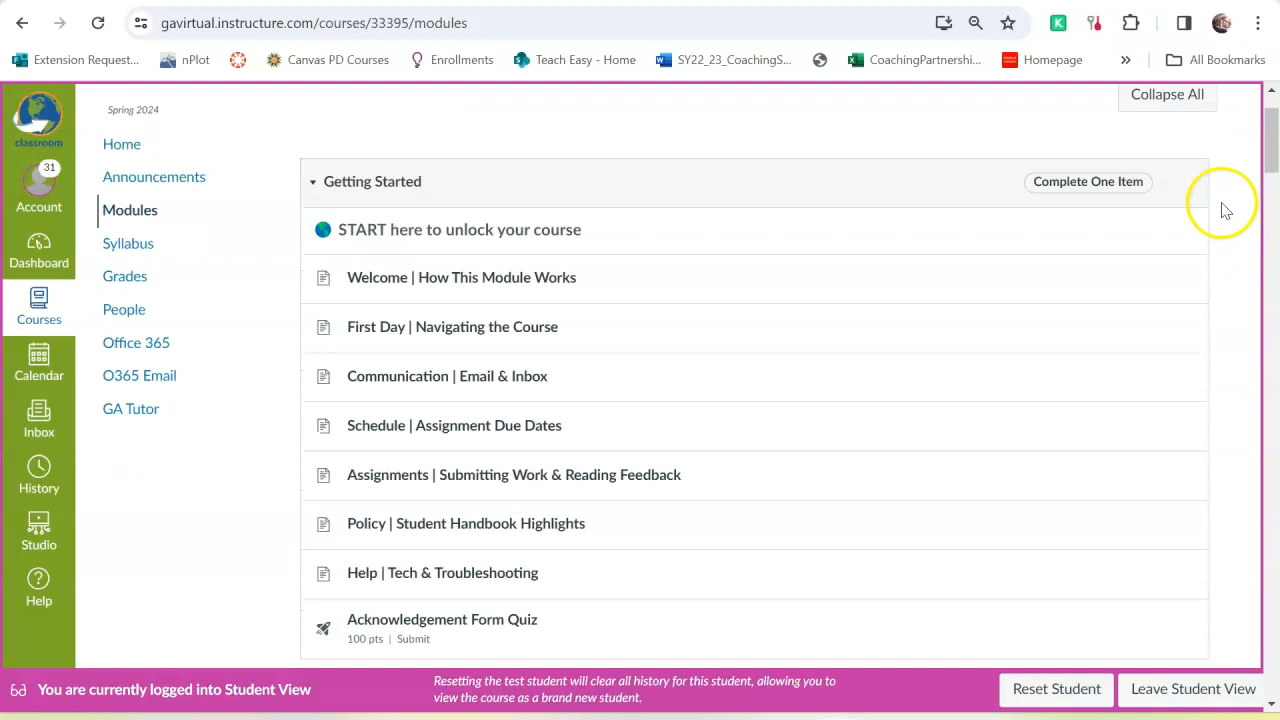 gavirtual.instructure.com/courses/33395/modules
Extension Request... nPlot Canvas PD Courses Enrollments Teach Easy - Home SY22_23_CoachingS... CoachingPartnershi... Homepage » All Bookmarks
classroom
31
Account
Dashboard
Courses
Calendar
Inbox
History
Studio
Help
Spring 2024
Home
Announcements
Modules
Syllabus
Grades
People
Office 365
O365 Email
GA Tutor
Collapse All
Getting Started Complete One Item
START here to unlock your course
Welcome | How This Module Works
First Day | Navigating the Course
Communication | Email & Inbox
Schedule | Assignment Due Dates
Assignments | Submitting Work & Reading Feedback
Policy | Student Handbook Highlights
Help | Tech & Troubleshooting
Acknowledgement Form Quiz
100 pts | Submit
You are currently logged into Student View
Resetting the test student will clear all history for this student, allowing you to
view the course as a brand new student.
Reset Student Leave Student View